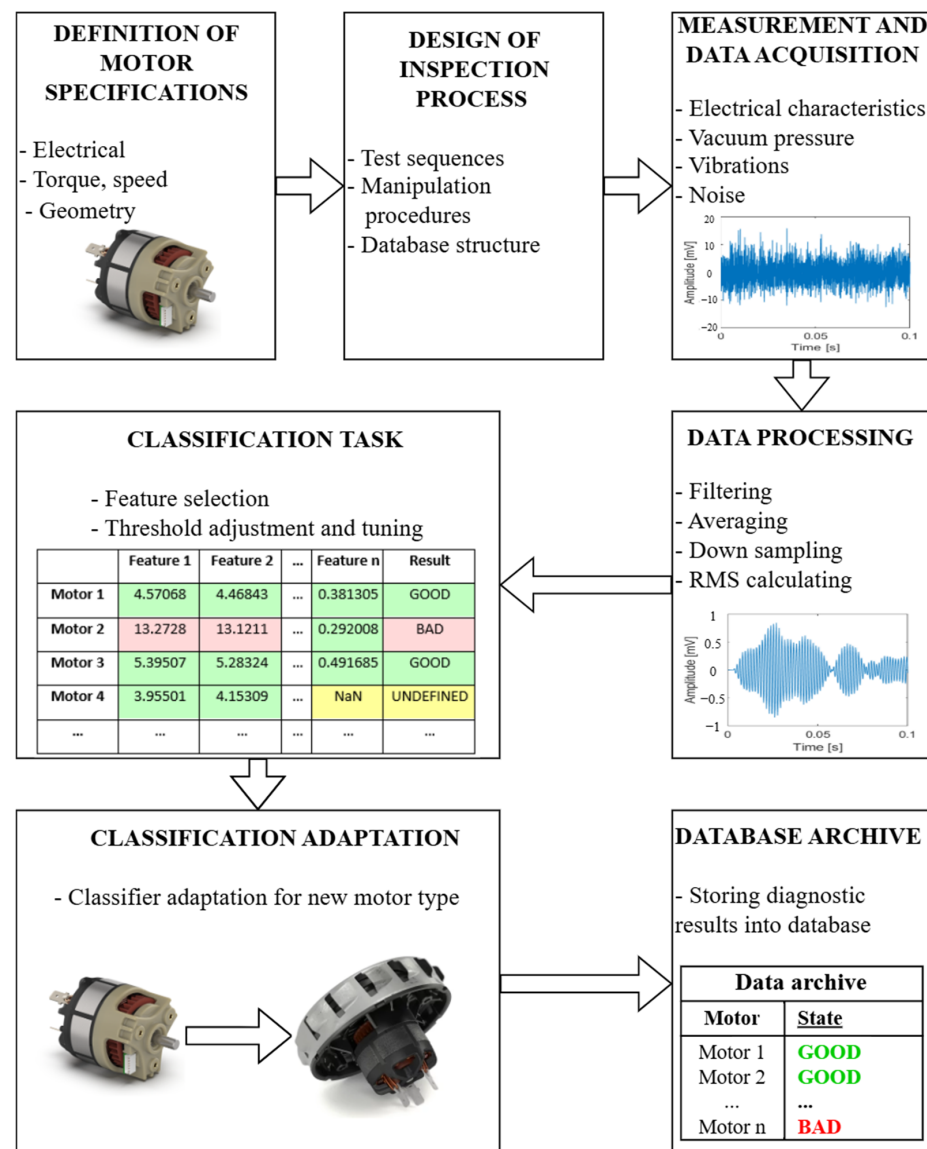 DEFINITION OF
MOTOR
SPECIFICATIONS
- Electrical
- Torque, speed
- Geometry
DESIGN OF
INSPECTION
PROCESS
- Test sequences
- Manipulation
procedures
- Database structure
MEASUREMENT AND
DATA ACQUISITION
- Electrical characteristics
- Vacuum pressure
- Vibrations
- Noise
Amplitude [mV]
20
10
0
−10
−20
0 0.05 0.1
Time [s]
CLASSIFICATION TASK
- Feature selection
- Threshold adjustment and tuning
Feature 1 Feature 2 ... Feature n Result
Motor 1 4.57068 4.46843 ... 0.381305 GOOD
Motor 2 13.2728 13.1211 ... 0.292008 BAD
Motor 3 5.39507 5.28324 ... 0.491685 GOOD
Motor 4 3.95501 4.15309 ... NaN UNDEFINED
... ... ... ... ... ...
DATA PROCESSING
- Filtering
- Averaging
- Down sampling
- RMS calculating
Amplitude [mV]
1
0.5
0
−0.5
−1
0 0.05 0.1
Time [s]
CLASSIFICATION ADAPTATION
- Classifier adaptation for new motor type
DATABASE ARCHIVE
- Storing diagnostic
results into database
Data archive
Motor State
Motor 1 GOOD
Motor 2 GOOD
... ...
Motor n BAD